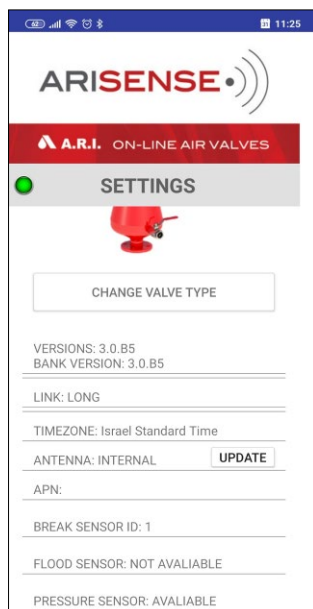 62 11:25
ARISENSE
A.R.I. ON-LINE AIR VALVES
SETTINGS
CHANGE VALVE TYPE
VERSIONS: 3.0.B5
BANK VERSION: 3.0.B5
LINK: LONG
TIMEZONE: Israel Standard Time
ANTENNA: INTERNAL UPDATE
APN:
BREAK SENSOR ID: 1
FLOOD SENSOR: NOT AVALIABLE
PRESSURE SENSOR: AVALIABLE